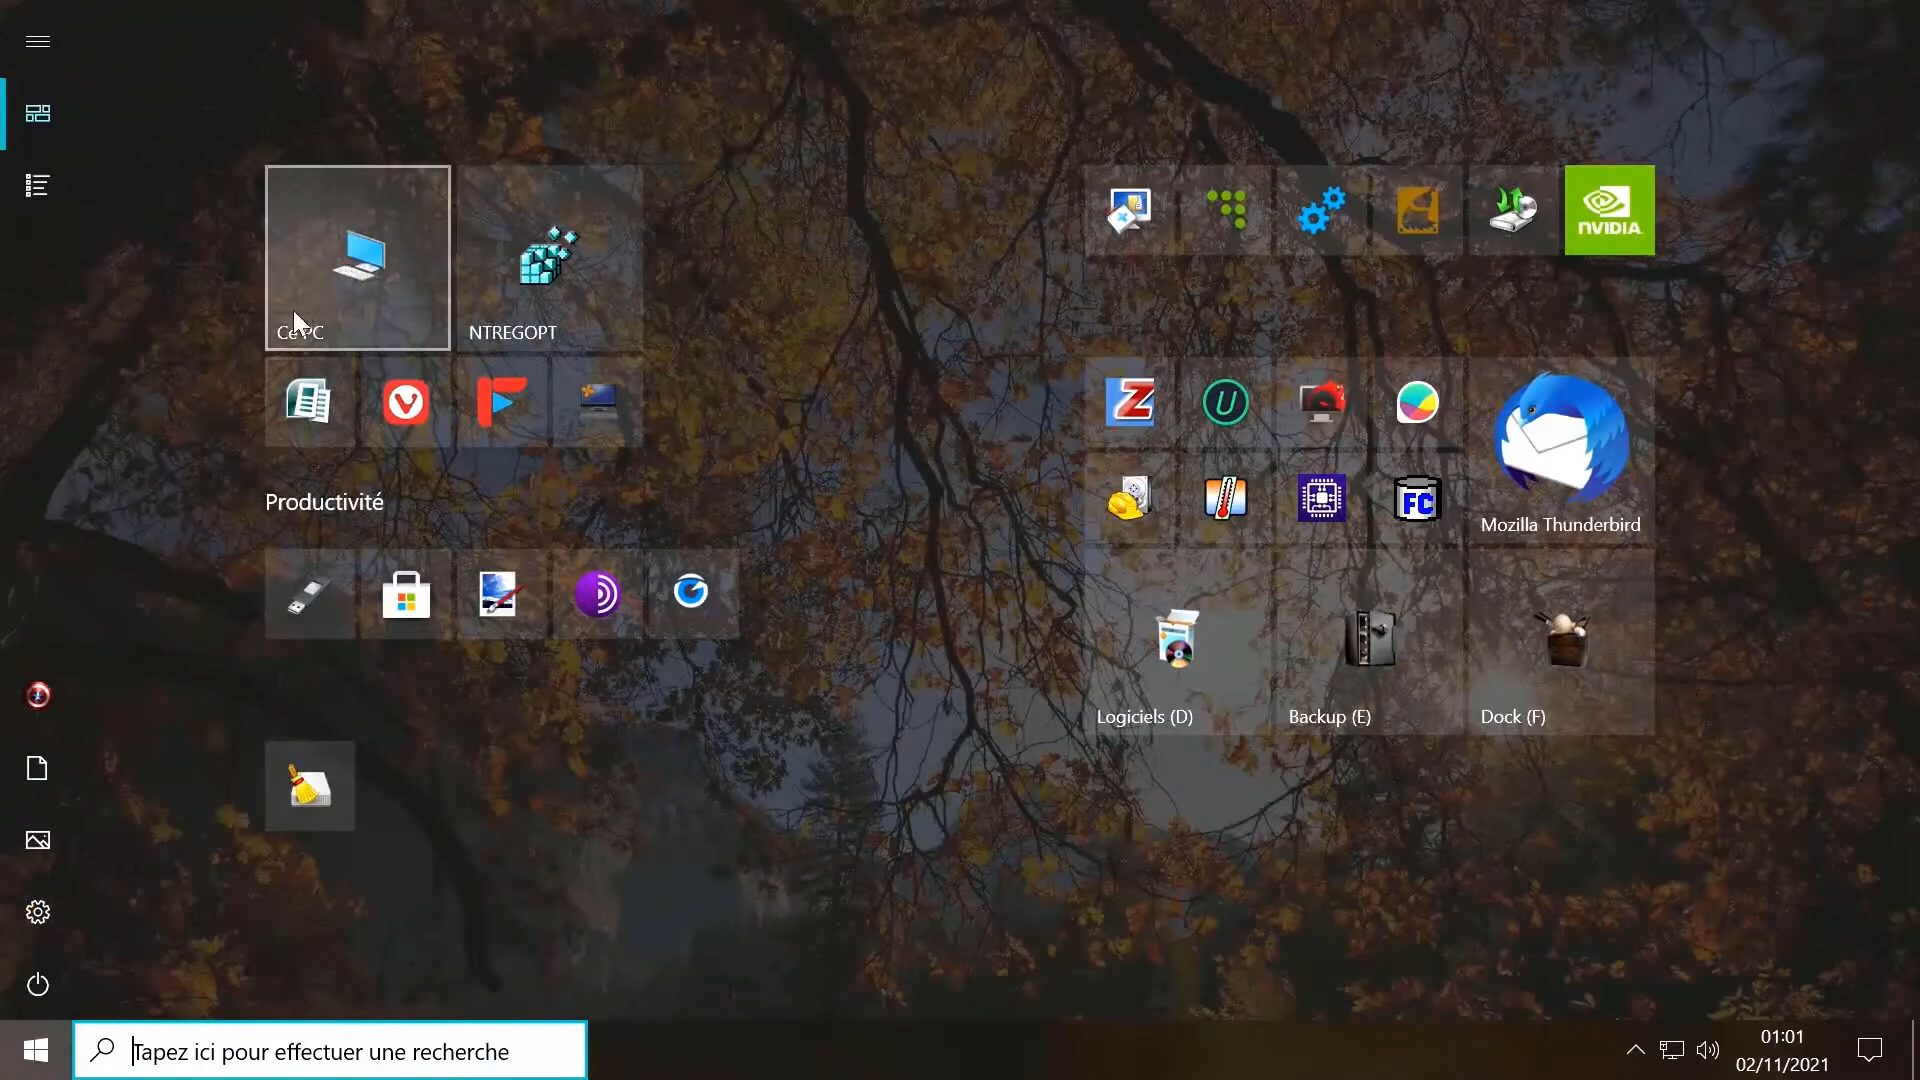 NVIDIA
Ce PC
NTREGOPT
FC
Productivité
Mozilla Thunderbird
Logiciels (D)
Backup (E)
Dock (F)
Tapez ici pour effectuer une recherche
01:01
02/11/2021